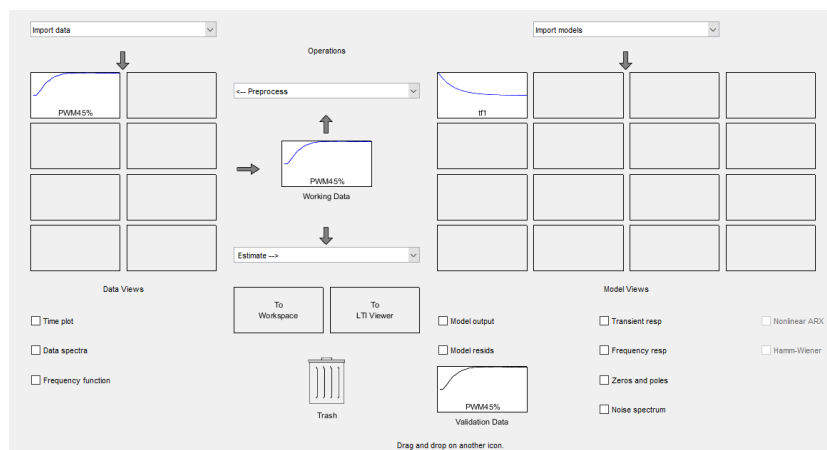 Import data
Import models
Operations
<-- Preprocess
PWM45%
tf1
PWM45%
Working Data
Estimate -->
Data Views
Model Views
To
Workspace
To
LTI Viewer
Time plot
Model output
Transient resp
Nonlinear ARX
Data spectra
Model resids
Frequency resp
Hamm-Wiener
Frequency function
Zeros and poles
PWM45%
Noise spectrum
Trash
Validation Data
Drag and drop on another icon.